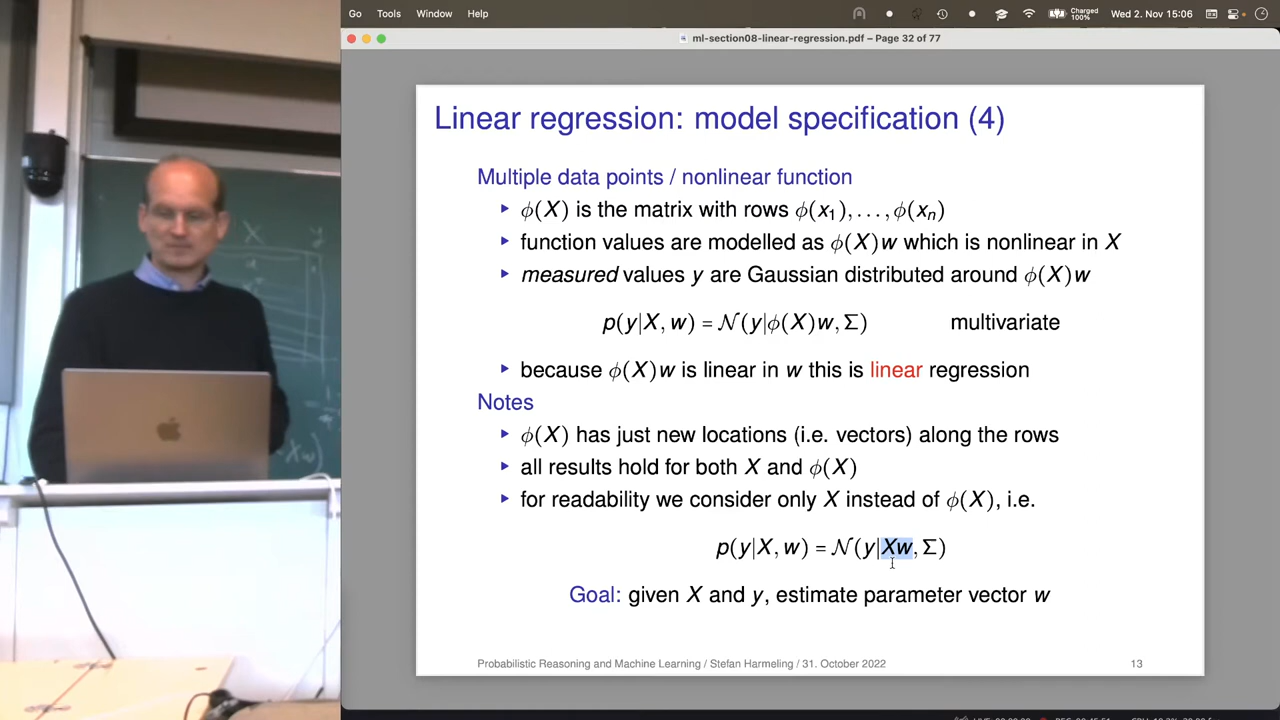 Go Tools Window Help Charged 100% Wed 2. Nov 15:06
ml-section08-linear-regression.pdf – Page 32 of 77
Linear regression: model specification (4)
Multiple data points / nonlinear function
▸ ϕ(X) is the matrix with rows ϕ(x₁), . . . , ϕ(xₙ)
▸ function values are modelled as ϕ(X)w which is nonlinear in X
▸ measured values y are Gaussian distributed around ϕ(X)w
p(y|X, w) = 𝒩(y|ϕ(X)w, Σ) multivariate
▸ because ϕ(X)w is linear in w this is linear regression
Notes
▸ ϕ(X) has just new locations (i.e. vectors) along the rows
▸ all results hold for both X and ϕ(X)
▸ for readability we consider only X instead of ϕ(X), i.e.
p(y|X, w) = 𝒩(y|Xw, Σ)
Goal: given X and y, estimate parameter vector w
Probabilistic Reasoning and Machine Learning / Stefan Harmeling / 31. October 2022 13
X y
-Xw)